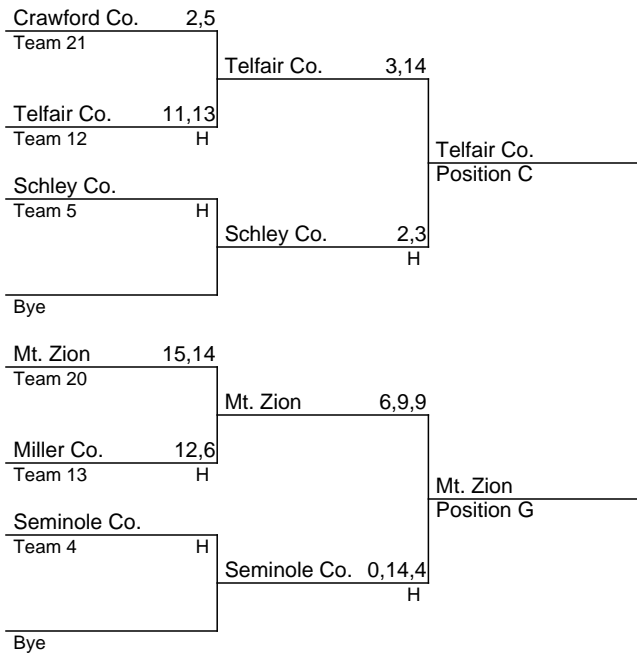 Crawford Co. 2,5
Team 21
Telfair Co. 3,14
Telfair Co. 11,13
Team 12 H
Telfair Co.
Position C
Schley Co.
Team 5 H
Schley Co. 2,3
H
Bye
Mt. Zion 15,14
Team 20
Mt. Zion 6,9,9
Miller Co. 12,6
Team 13 H
Mt. Zion
Position G
Seminole Co.
Team 4 H
Seminole Co. 0,14,4
H
Bye